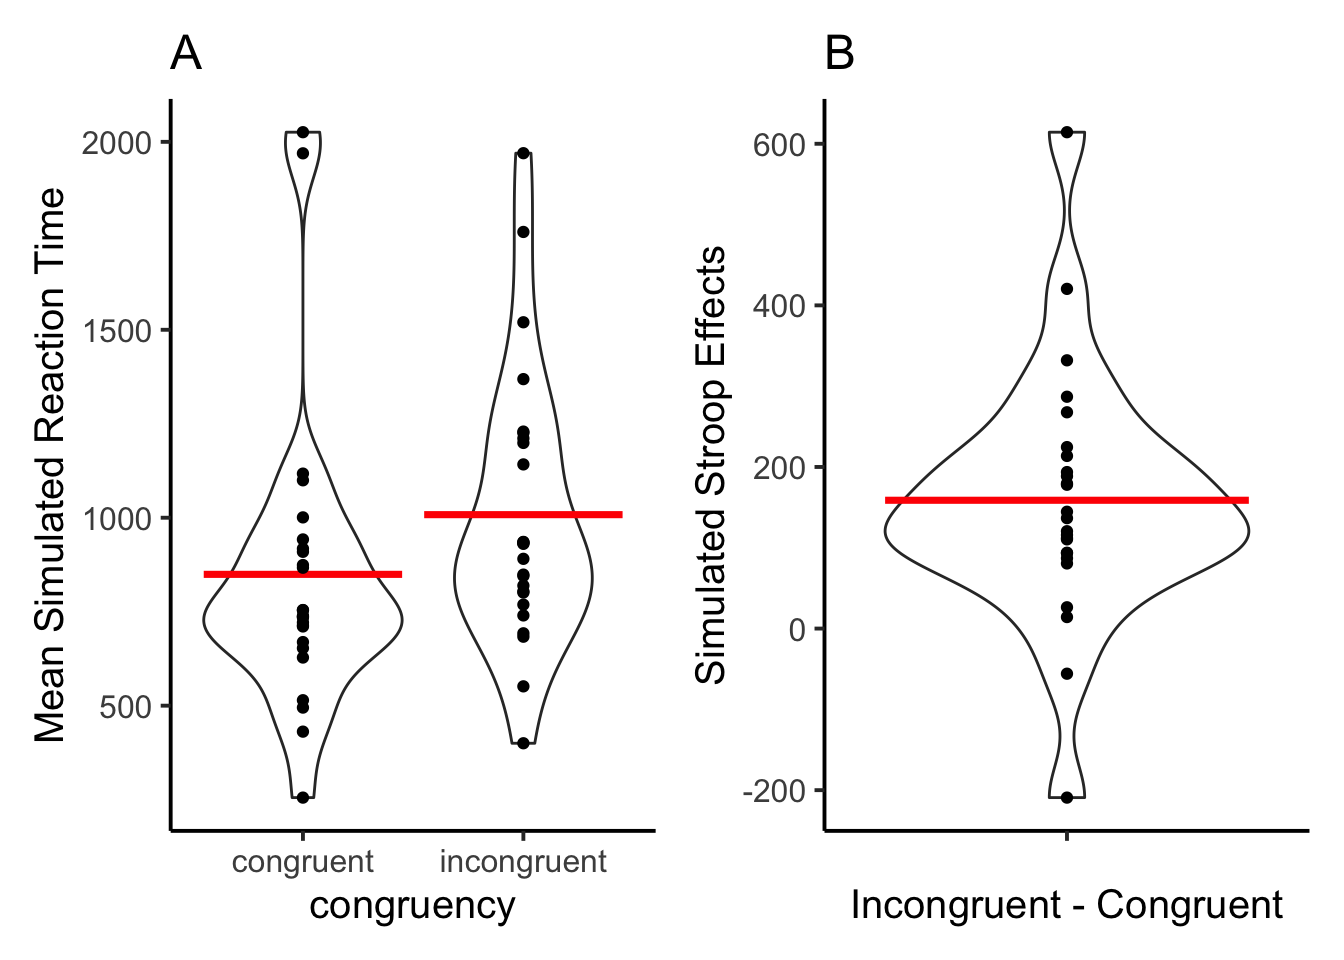 A
Mean Simulated Reaction Time
2000
1500
1000
500
congruent
incongruent
congruency
B
Simulated Stroop Effects
600
400
200
0
-200
Incongruent - Congruent